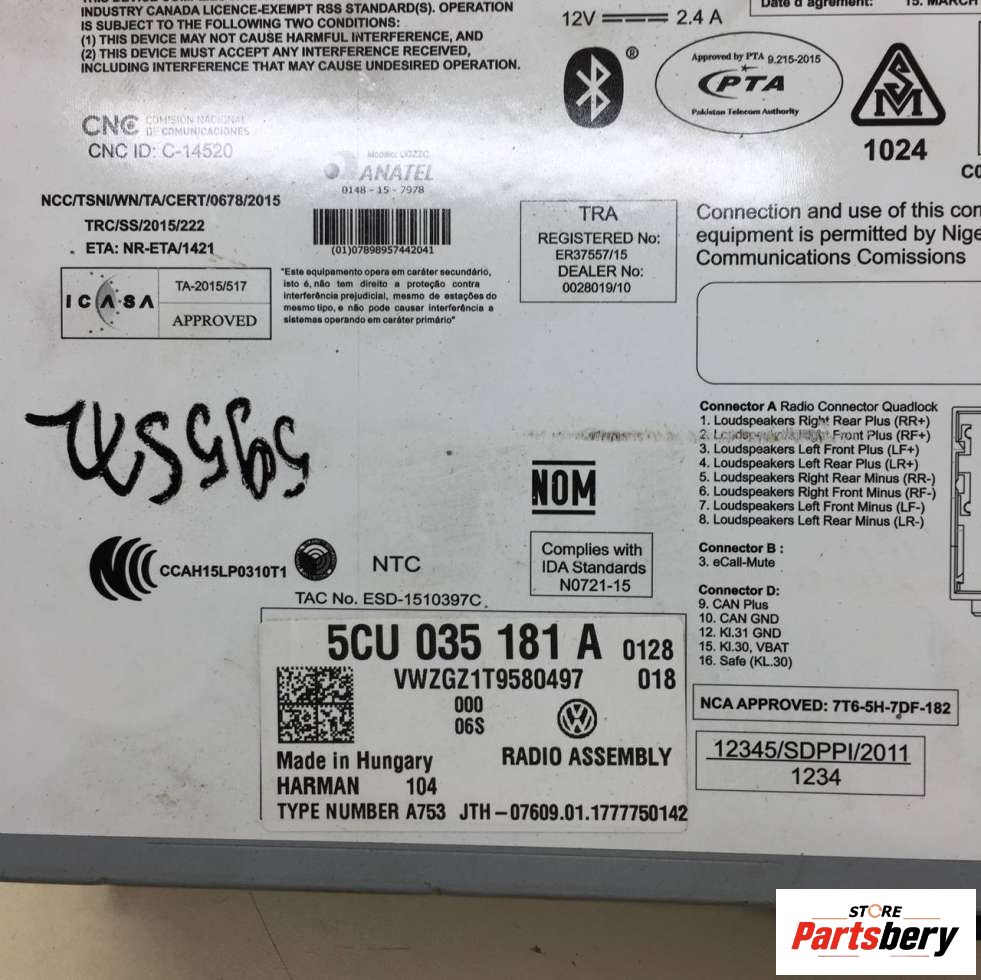 INDUSTRY CANADA LICENCE-EXEMPT RSS STANDARD(S). OPERATION
IS SUBJECT TO THE FOLLOWING TWO CONDITIONS:
(1) THIS DEVICE MAY NOT CAUSE HARMFUL INTERFERENCE, AND
(2) THIS DEVICE MUST ACCEPT ANY INTERFERENCE RECEIVED,
INCLUDING INTERFERENCE THAT MAY CAUSE UNDESIRED OPERATION.
12V 2.4 A
Date d'agrement: 15. MARCH
Approved by PTA 9.215-2015
PTA
Pakistan Telecom Authority
SM
1024
CNC COMISIÓN NACIONAL
DE COMUNICACIONES
CNC ID: C-14520
ANATEL
0148 - 15 - 7978
(01)07898957442041
NCC/TSNI/WN/TA/CERT/0678/2015
TRC/SS/2015/222
ETA: NR-ETA/1421
ICASA
TA-2015/517
APPROVED
"Este equipamento opera em caráter secundário,
isto é, não tem direito a proteção contra
interferência prejudicial, mesmo de estações do
mesmo tipo, e não pode causar interferência a
sistemas operando em caráter primário"
TRA
REGISTERED No:
ER37557/15
DEALER No:
0028019/10
Connection and use of this
equipment is permitted by
Communications Comissions
Connector A Radio Connector Quadlock
1. Loudspeakers Right Rear Plus (RR+)
2. Loudspeakers Right Front Plus (RF+)
3. Loudspeakers Left Front Plus (LF+)
4. Loudspeakers Left Rear Plus (LR+)
5. Loudspeakers Right Rear Minus (RR-)
6. Loudspeakers Right Front Minus (RF-)
7. Loudspeakers Left Front Minus (LF-)
8. Loudspeakers Left Rear Minus (LR-)
Connector B :
3. eCall-Mute
Connector D:
9. CAN Plus
10. CAN GND
12. Kl.31 GND
15. Kl.30, VBAT
16. Safe (KL.30)
NOM
CCAH15LP0310T1
NTC
TAC No. ESD-1510397C
Complies with
IDA Standards
N0721-15
5CU 035 181 A 0128
VWZGZ1T9580497 018
000
06S
RADIO ASSEMBLY
Made in Hungary
HARMAN 104
TYPE NUMBER A753 JTH-07609.01.1777750142
NCA APPROVED: 7T6-5H-7DF-182
12345/SDPPI/2011
1234
STORE
Partsbery